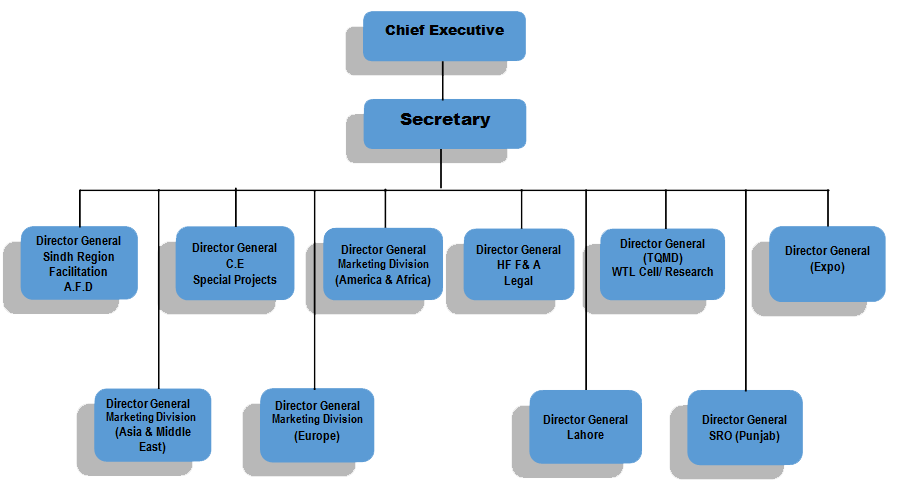 Chief Executive
Secretary
Director General
Sindh Region
Facilitation
A.F.D
Director General
C.E
Special Projects
Director General
Marketing Division
(America & Africa)
Director General
HF F& A
Legal
Director General
(TQMD)
WTL Cell/ Research
Director General
(Expo)
Director General
Marketing Division
(Asia & Middle
East)
Director General
Marketing Division
(Europe)
Director General
Lahore
Director General
SRO (Punjab)